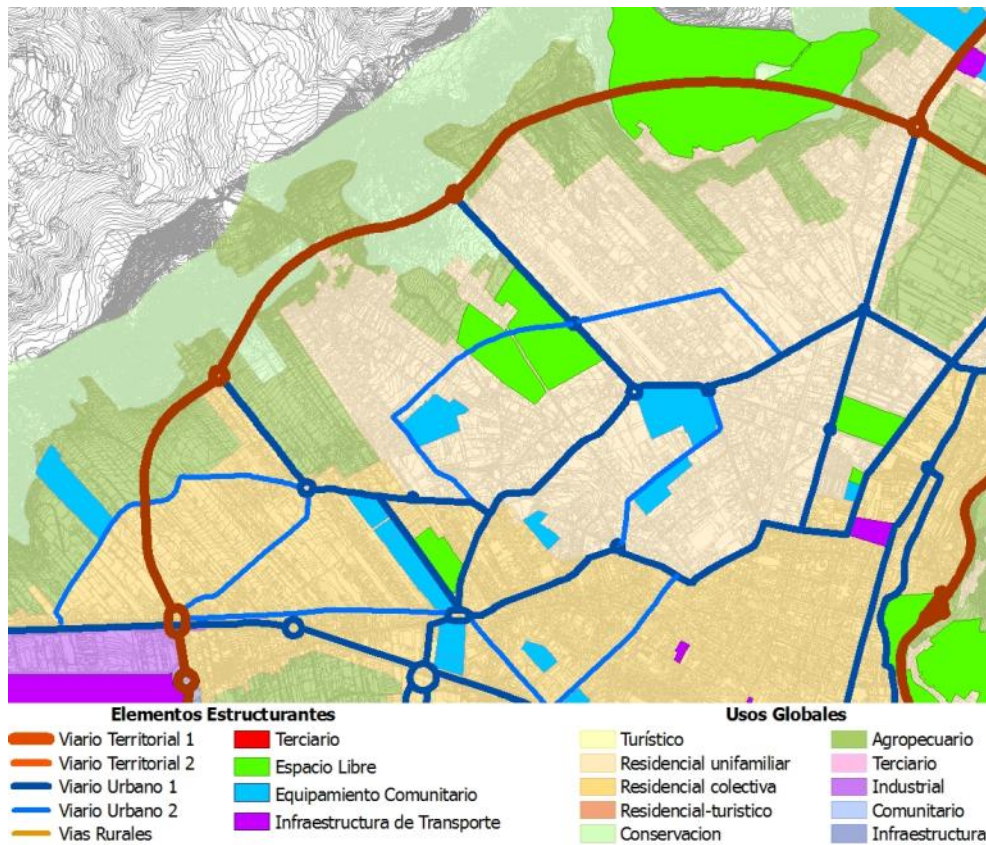 Elementos Estructurantes
Viario Territorial 1
Viario Territorial 2
Viario Urbano 1
Viario Urbano 2
Vias Rurales
Terciario
Espacio Libre
Equipamiento Comunitario
Infraestructura de Transporte
Usos Globales
Turístico
Residencial unifamiliar
Residencial colectiva
Residencial-turistico
Conservacion
Agropecuario
Terciario
Industrial
Comunitario
Infraestructura